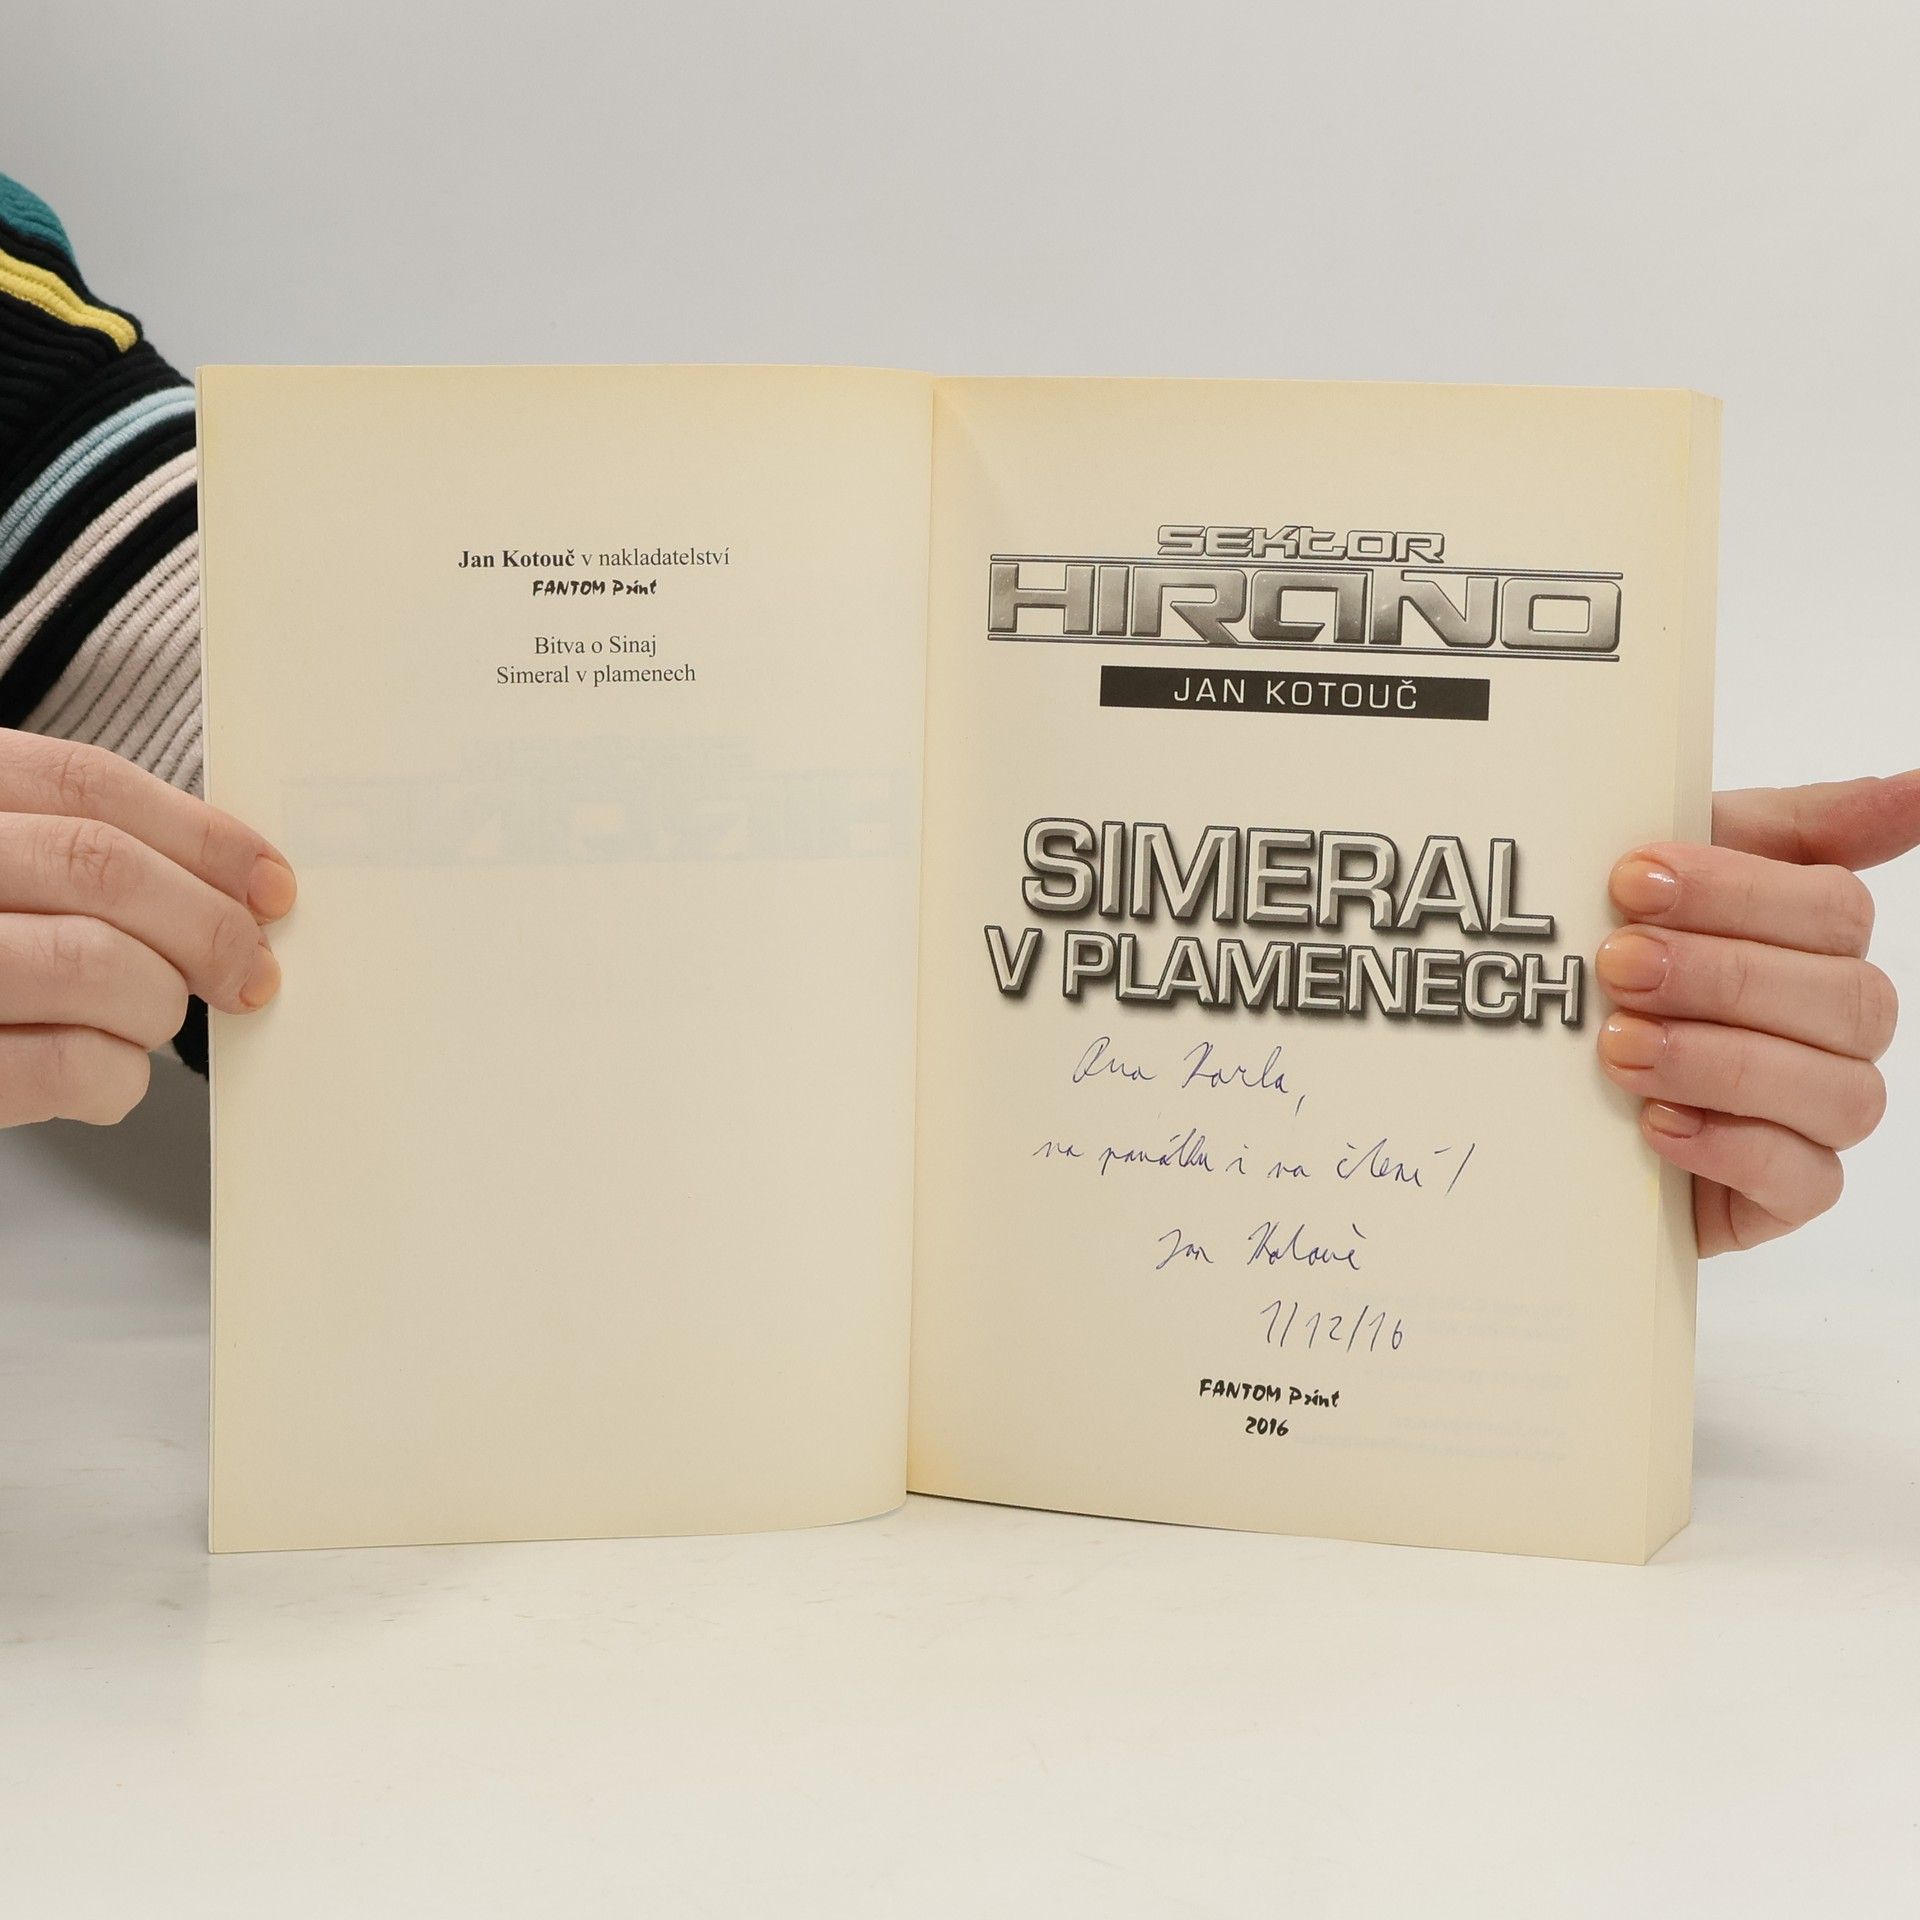 Jan Kotouč v nakladatelství
FANTOM Print
Bitva o Sinaj
Simeral v plamenech
SEKTOR
HIRANO
JAN KOTOUČ
SIMERAL
V PLAMENECH
Pro Karla,
na památku i na čtení!
Jan Kotouč
1/12/16
FANTOM Print
2016